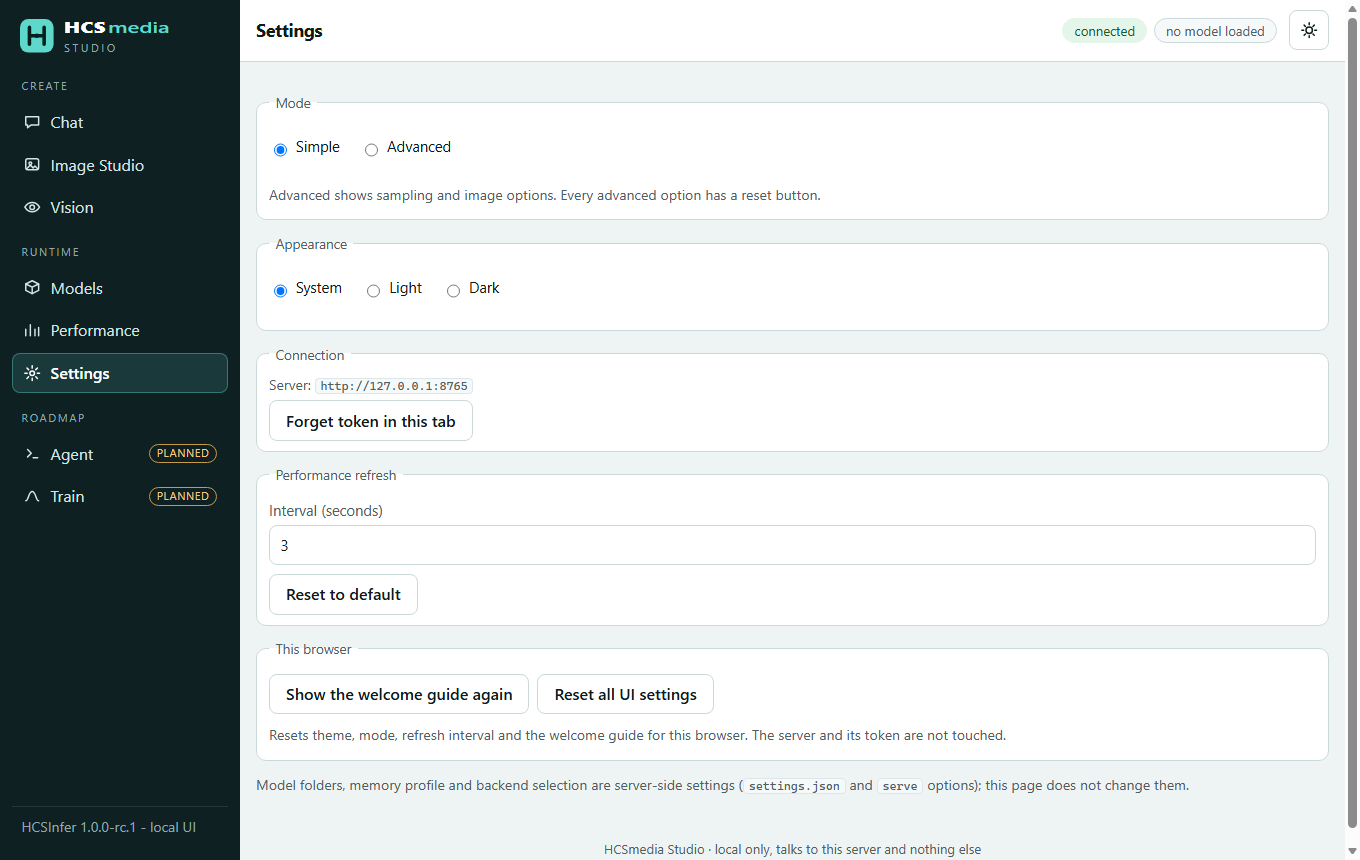 HCSmedia
STUDIO
CREATE
Chat
Image Studio
Vision
RUNTIME
Models
Performance
Settings
ROADMAP
Agent PLANNED
Train PLANNED
HCSInfer 1.0.0-rc.1 - local UI
Settings
connected
no model loaded
Mode
Simple Advanced
Advanced shows sampling and image options. Every advanced option has a reset button.
Appearance
System Light Dark
Connection
Server: http://127.0.0.1:8765
Forget token in this tab
Performance refresh
Interval (seconds)
3
Reset to default
This browser
Show the welcome guide again Reset all UI settings
Resets theme, mode, refresh interval and the welcome guide for this browser. The server and its token are not touched.
Model folders, memory profile and backend selection are server-side settings ( settings.json and serve options); this page does not change them.
HCSmedia Studio · local only, talks to this server and nothing else